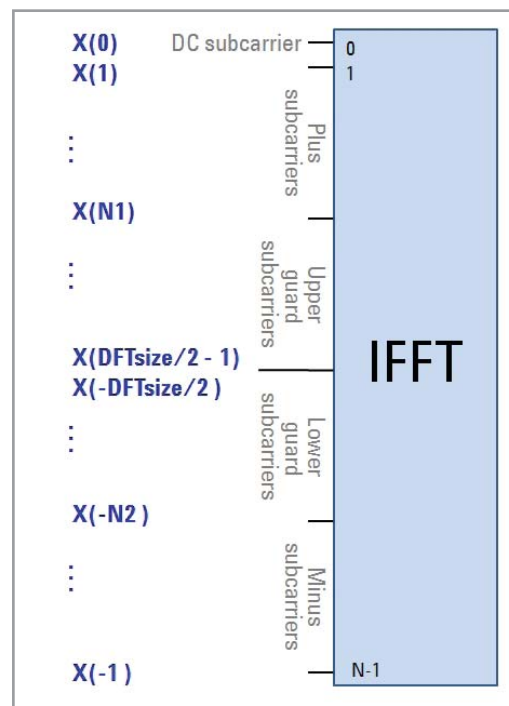 X(0) DC subcarrier 0
X(1) 1
⋮
Plus
subcarriers
X(N1)
⋮
Upper
guard
subcarriers
X(DFTsize/2 - 1)
X(-DFTsize/2 )
IFFT
⋮
Lower
guard
subcarriers
X(-N2 )
⋮
Minus
subcarriers
X(-1) N-1